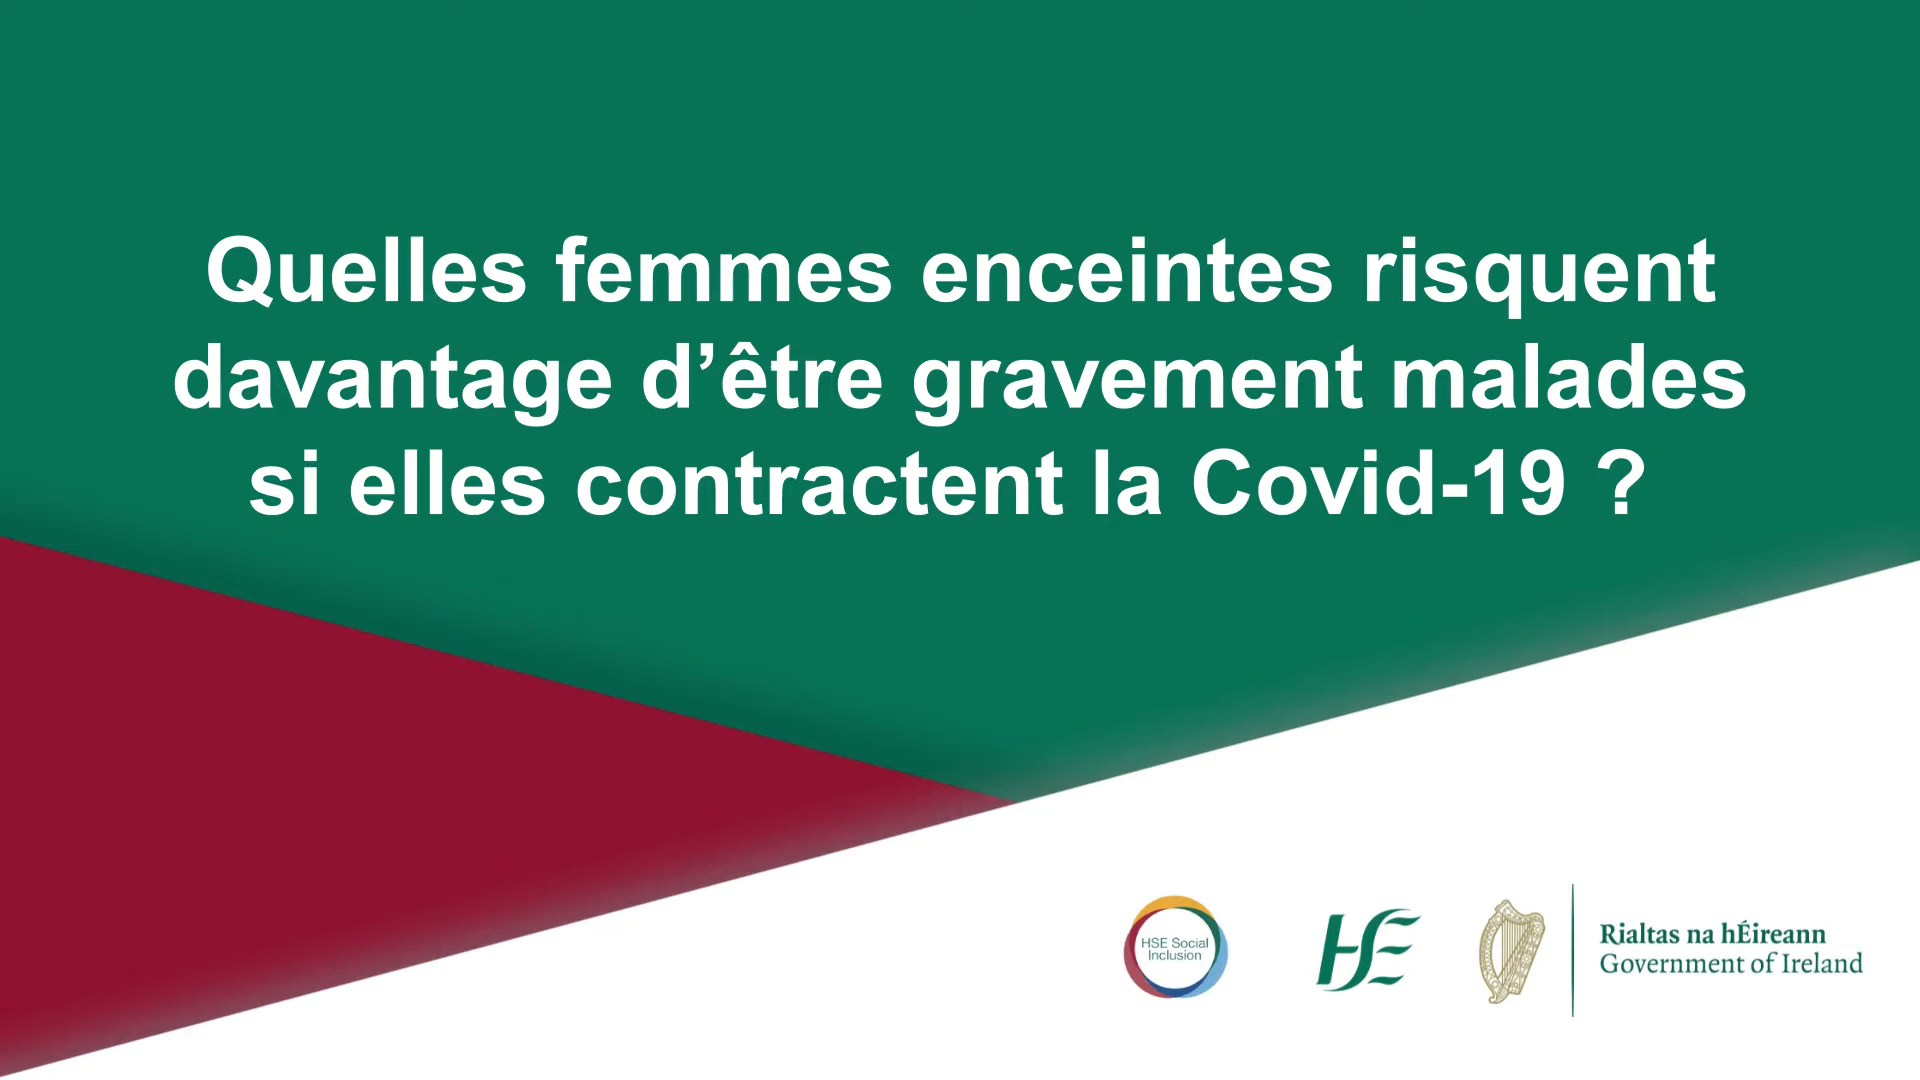 Quelles femmes enceintes risquent
davantage d’être gravement malades
si elles contractent la Covid-19 ?
HSE Social
Inclusion
HSE
Rialtas na hÉireann
Government of Ireland